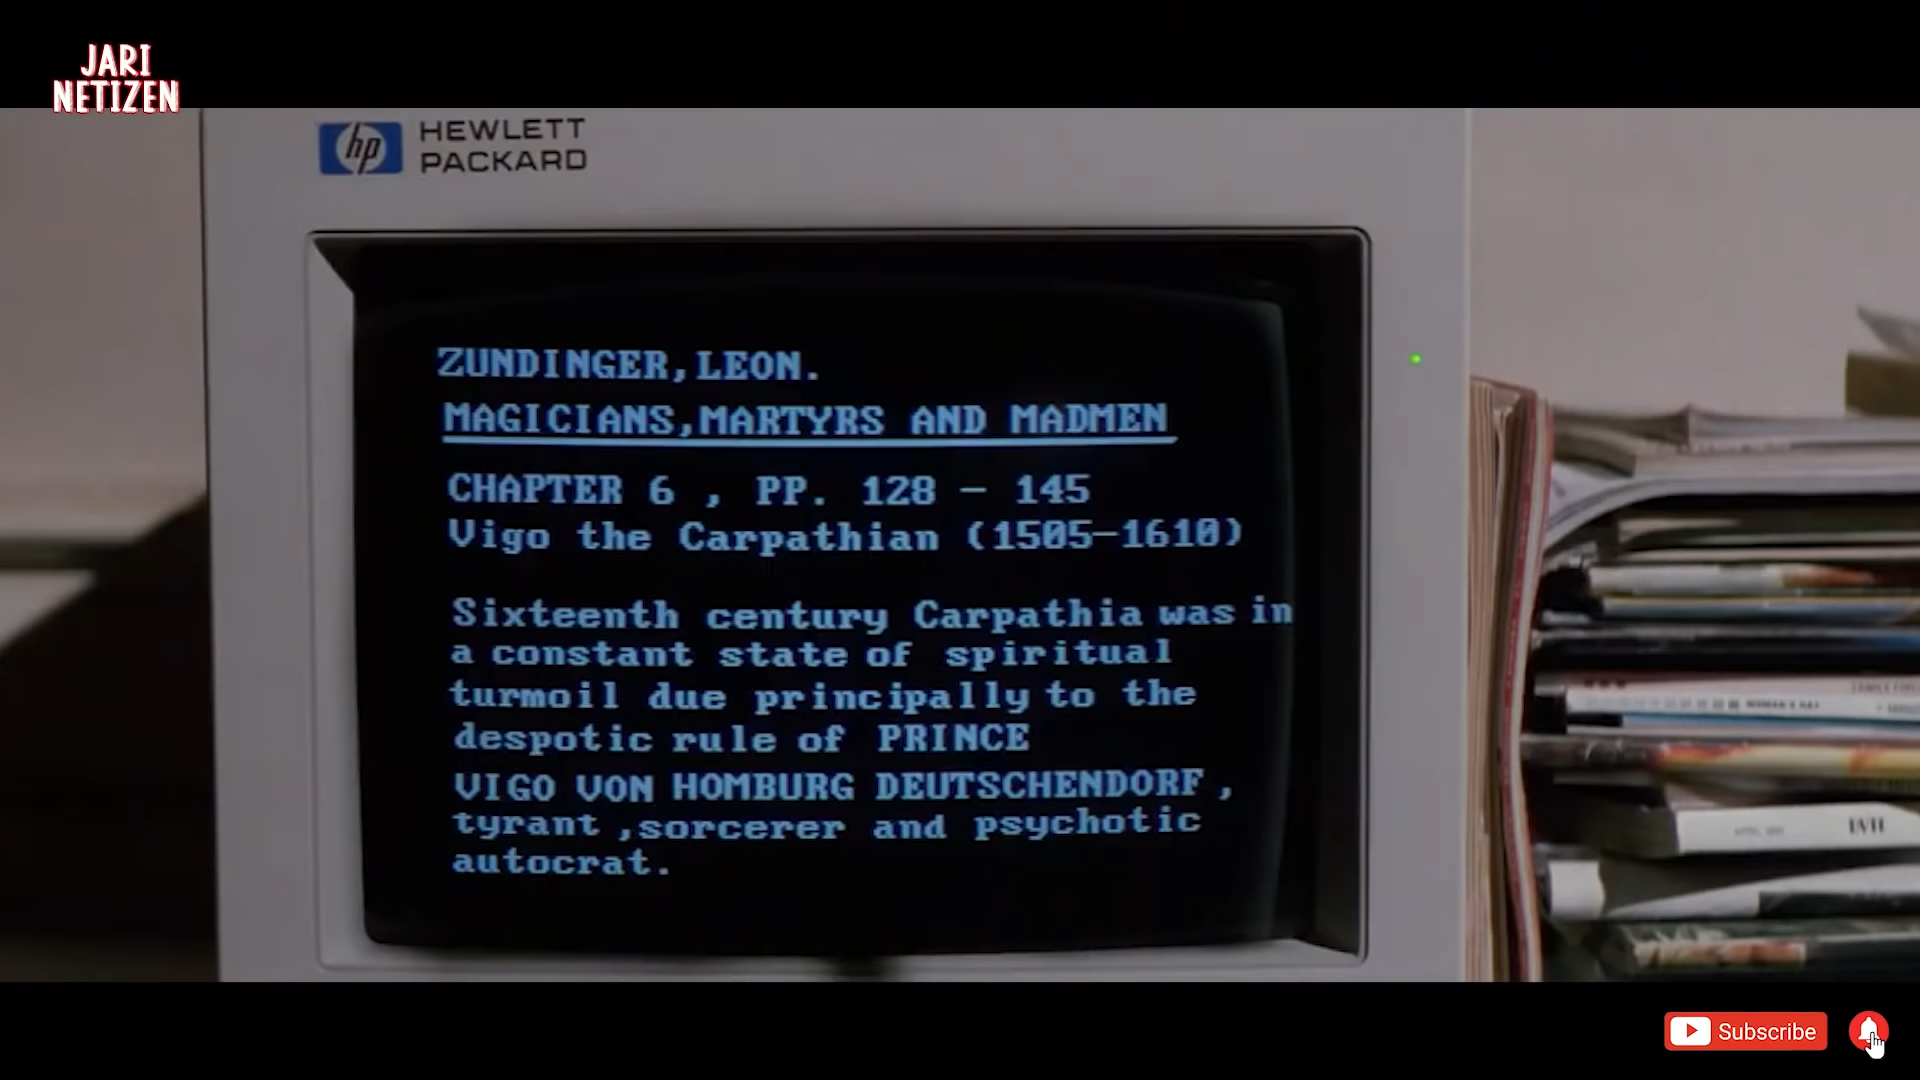 JARI
NETIZEN
hp HEWLETT
PACKARD
ZUNDINGER,LEON.
MAGICIANS,MARTYRS AND MADMEN
CHAPTER 6 , PP. 128 - 145
Vigo the Carpathian (1505-1610)
Sixteenth century Carpathia was in
a constant state of spiritual
turmoil due principally to the
despotic rule of PRINCE
VIGO VON HOMBURG DEUTSCHENDORF ,
tyrant ,sorcerer and psychotic
autocrat.
Subscribe